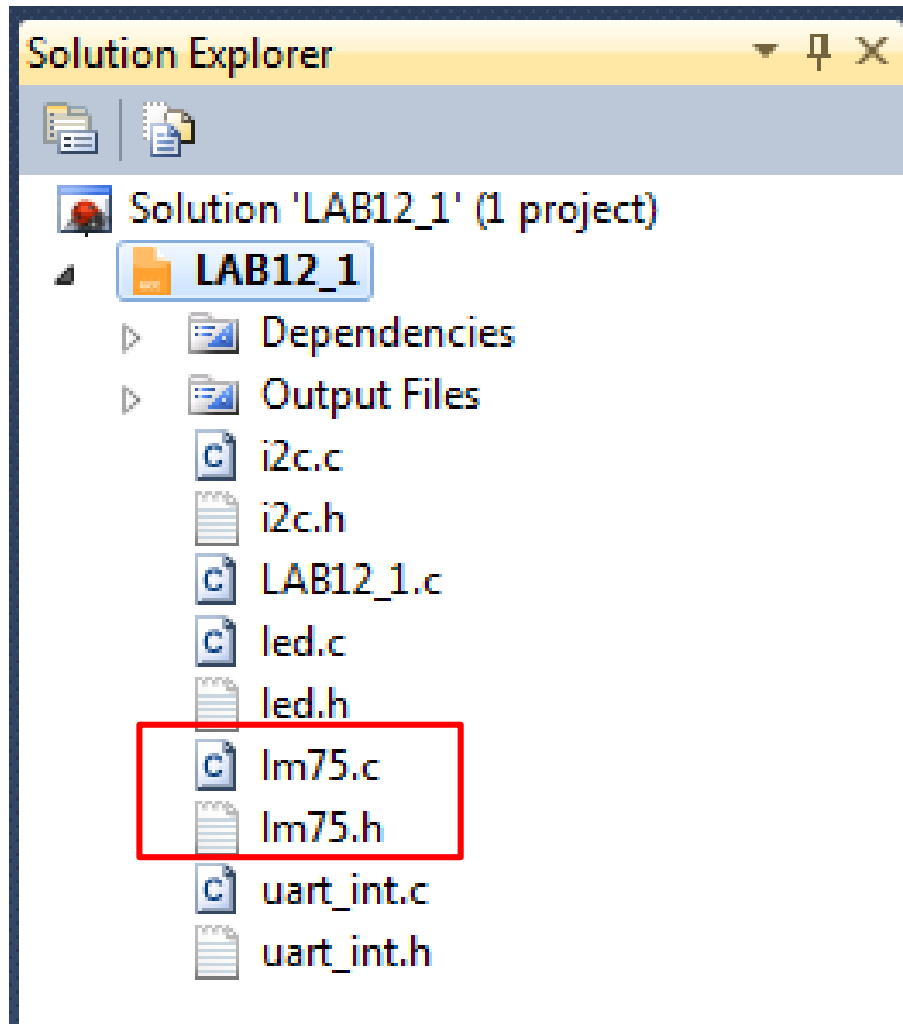 Solution Explorer
Solution 'LAB12_1' (1 project)
LAB12_1
Dependencies
Output Files
i2c.c
i2c.h
LAB12_1.c
led.c
led.h
lm75.c
lm75.h
uart_int.c
uart_int.h